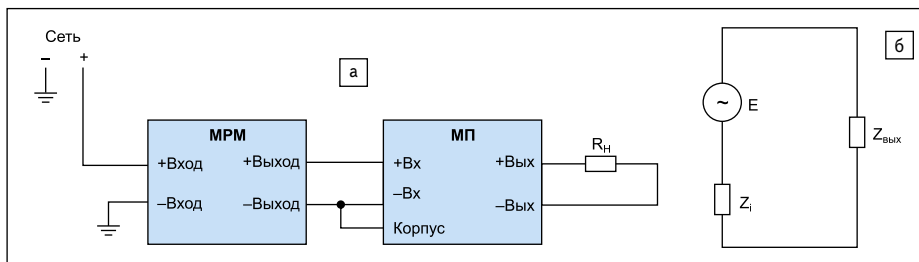 Сеть
– +
а
б
МРМ
+Вход
–Вход
+Выход
–Выход
МП
+Вх
–Вх
Корпус
+Вых
–Вых
Rн
E
Zi
Zвых